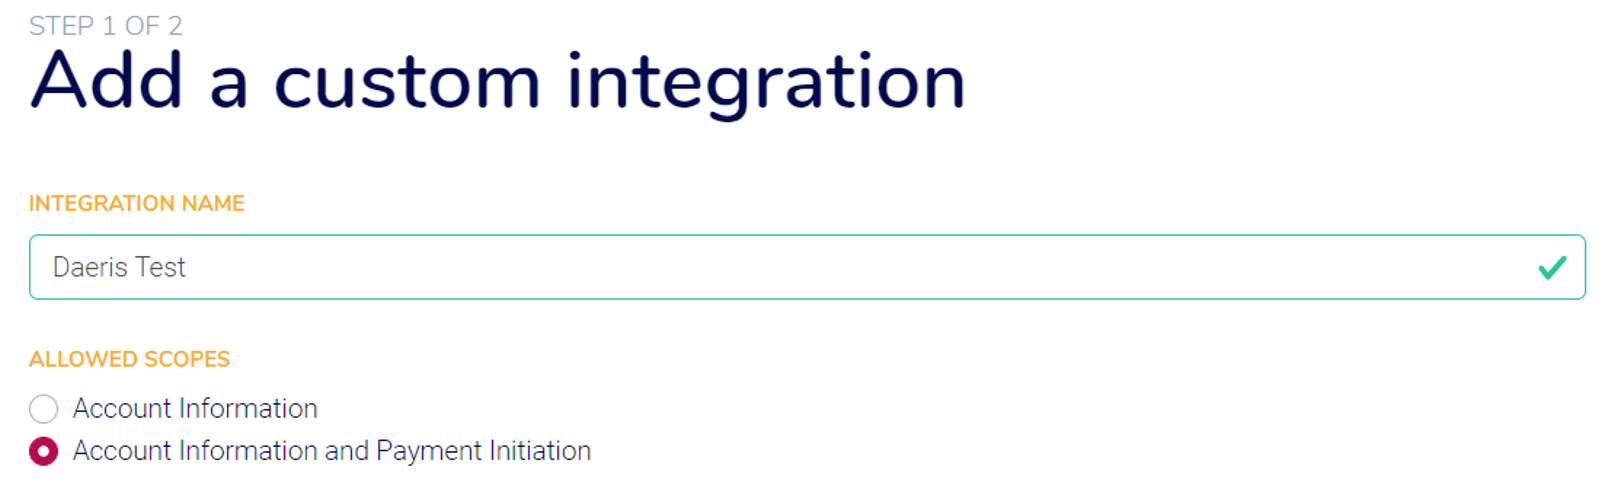 STEP 1 OF 2
Add a custom integration
INTEGRATION NAME
Daeris Test
ALLOWED SCOPES
Account Information
Account Information and Payment Initiation